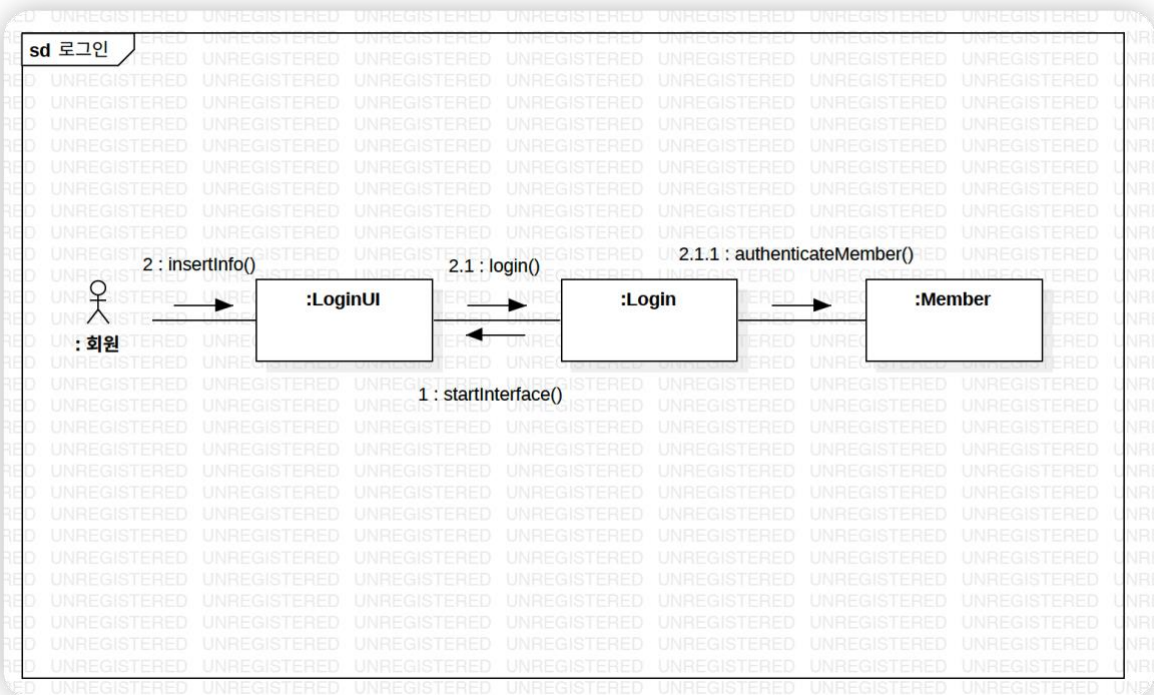 sd 로그인
2 : insertInfo()
2.1 : login()
2.1.1 : authenticateMember()
:LoginUI
:Login
:Member
: 회원
1 : startInterface()
UNREGISTERED